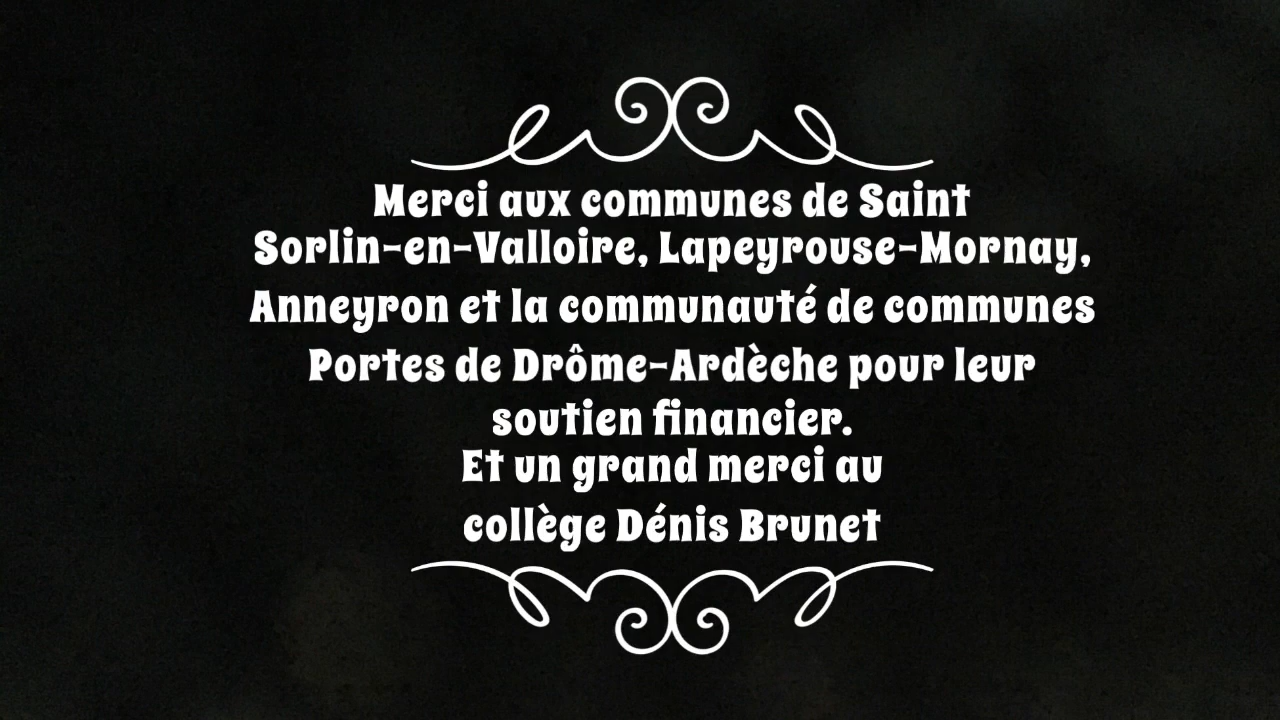 Merci aux communes de Saint
Sorlin-en-Valloire, Lapeyrouse-Mornay,
Anneyron et la communauté de communes
Portes de Drôme-Ardèche pour leur
soutien financier.
Et un grand merci au
collège Dénis Brunet